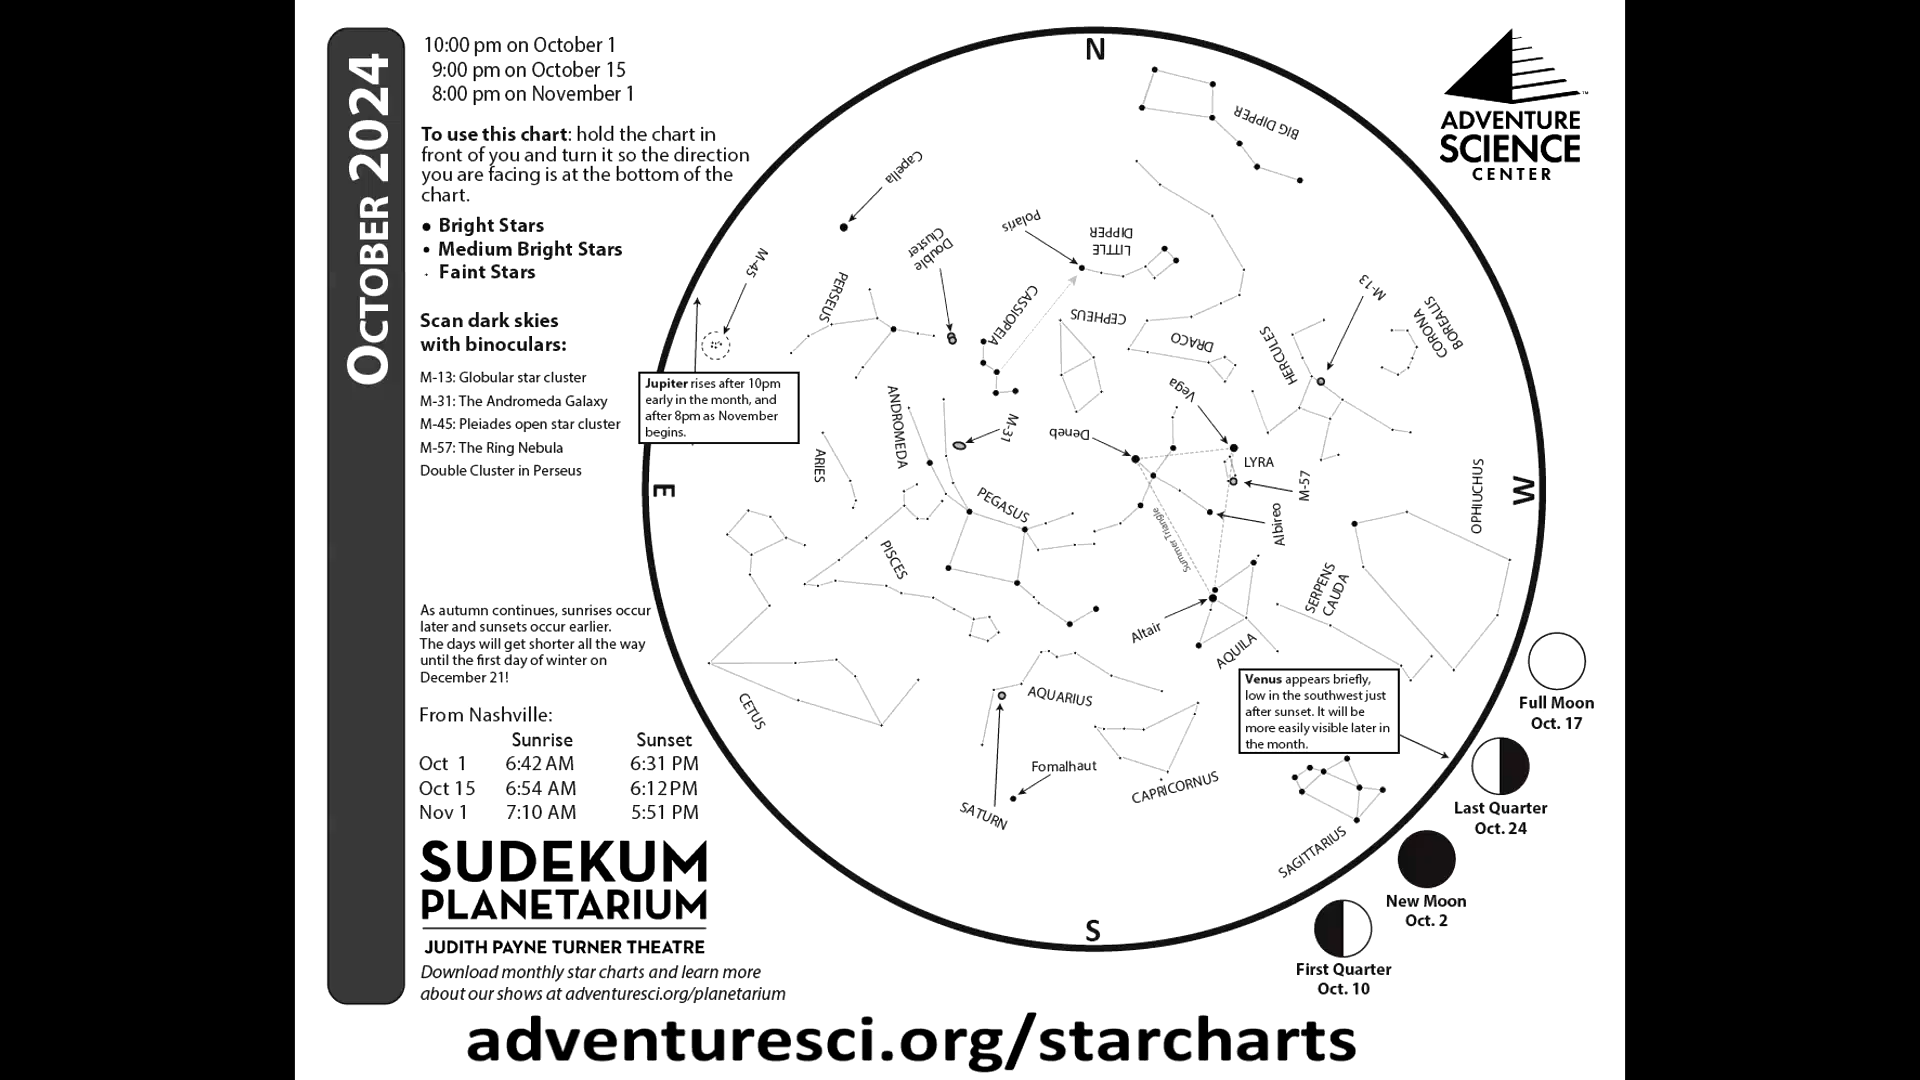 OCTOBER 2024
10:00 pm on October 1
9:00 pm on October 15
8:00 pm on November 1
To use this chart: hold the chart in
front of you and turn it so the direction
you are facing is at the bottom of the
chart.
Bright Stars
Medium Bright Stars
Faint Stars
Scan dark skies
with binoculars:
M-13: Globular star cluster
M-31: The Andromeda Galaxy
M-45: Pleiades open star cluster
M-57: The Ring Nebula
Double Cluster in Perseus
As autumn continues, sunrises occur
later and sunsets occur earlier.
The days will get shorter all the way
until the first day of winter on
December 21!
From Nashville:
Sunrise Sunset
Oct 1 6:42 AM 6:31 PM
Oct 15 6:54 AM 6:12 PM
Nov 1 7:10 AM 5:51 PM
SUDEKUM
PLANETARIUM
JUDITH PAYNE TURNER THEATRE
Download monthly star charts and learn more
about our shows at adventuresci.org/planetarium
N
BIG DIPPER
Capella
Polaris
LITTLE
DIPPER
Double
Cluster
M-45
PERSEUS
CASSIOPEIA
CEPHEUS
DRACO
HERCULES
M-13
CORONA
BOREALIS
Jupiter rises after 10pm
early in the month, and
after 8pm as November
begins.
ANDROMEDA
M-31
Vega
Deneb
ARIES
LYRA
M-57
OPHIUCHUS
E
W
PEGASUS
Albireo
Summer Triangle
PISCES
SERPENS
CAUDA
Altair
AQUILA
CETUS
AQUARIUS
Venus appears briefly,
low in the southwest just
after sunset. It will be
more easily visible later in
the month.
Fomalhaut
CAPRICORNUS
SATURN
SAGITTARIUS
S
ADVENTURE
SCIENCE
CENTER
TM
Full Moon
Oct. 17
Last Quarter
Oct. 24
New Moon
Oct. 2
First Quarter
Oct. 10
adventuresci.org/starcharts